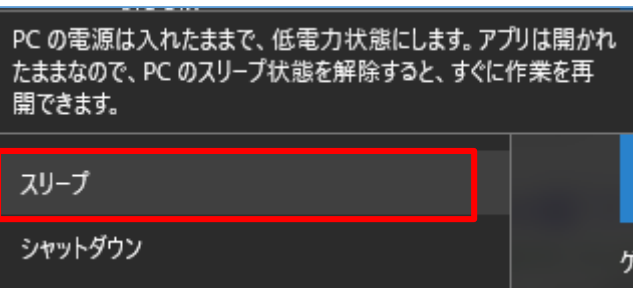 PC の電源は入れたままで、低電力状態にします。アプリは開かれ
たままなので、PC のスリープ状態を解除すると、すぐに作業を再
開できます。
スリープ
シャットダウン